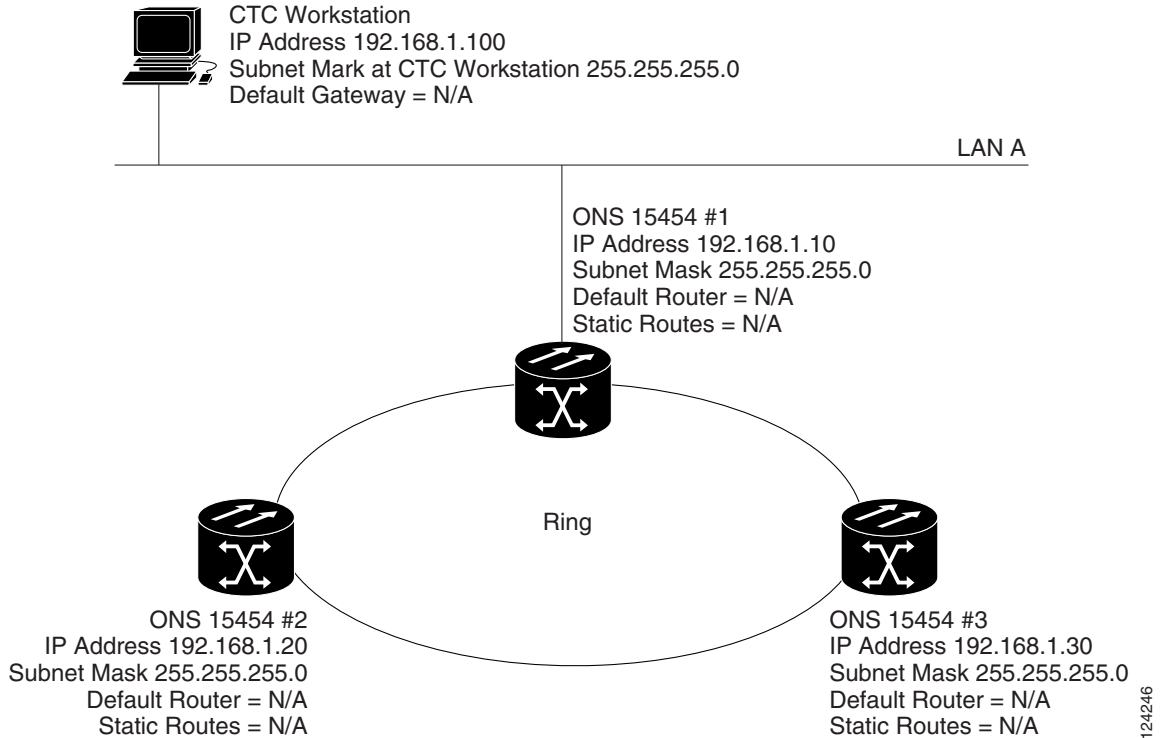 CTC Workstation
IP Address 192.168.1.100
Subnet Mark at CTC Workstation 255.255.255.0
Default Gateway = N/A
LAN A
ONS 15454 #1
IP Address 192.168.1.10
Subnet Mask 255.255.255.0
Default Router = N/A
Static Routes = N/A
Ring
ONS 15454 #2
IP Address 192.168.1.20
Subnet Mask 255.255.255.0
Default Router = N/A
Static Routes = N/A
ONS 15454 #3
IP Address 192.168.1.30
Subnet Mask 255.255.255.0
Default Router = N/A
Static Routes = N/A
124246